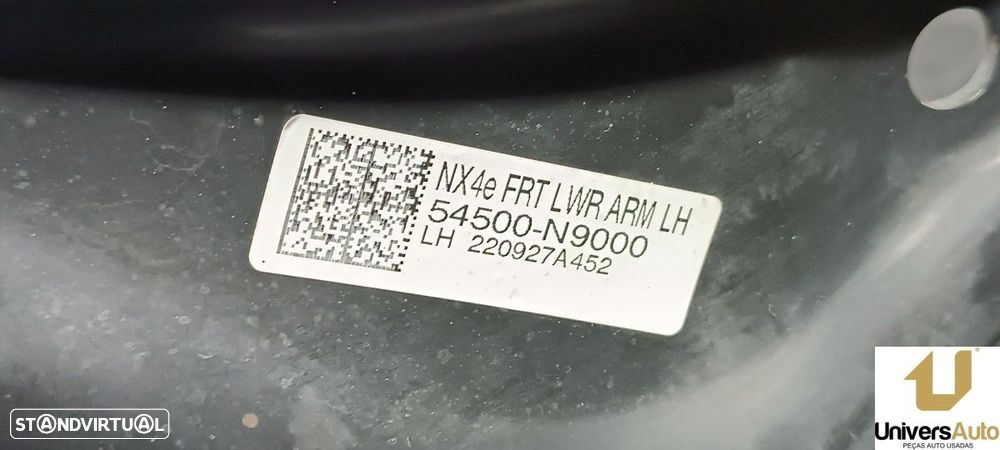 NX4e FRT LWR ARM LH
54500-N9000
LH 220927A452
STANDVIRTUAL
UniversAuto
PEÇAS AUTO USADAS